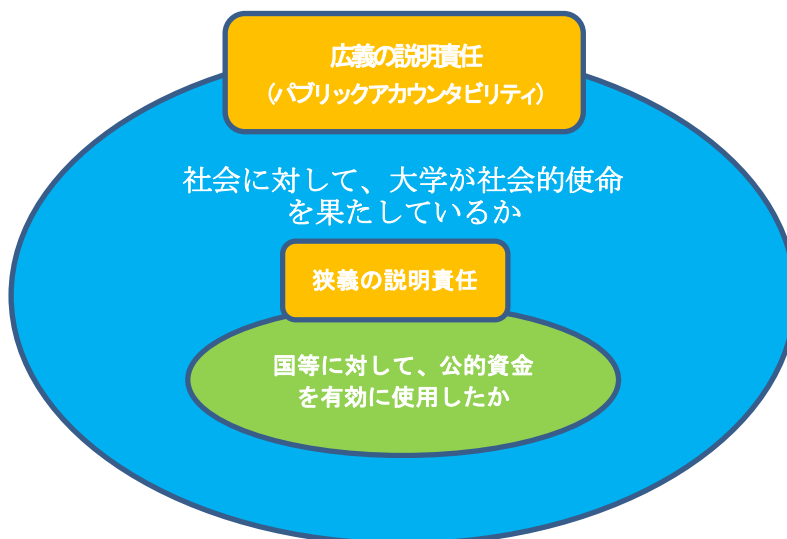 広義の説明責任
(パブリックアカウンタビリティ)
社会に対して、大学が社会的使命
を果たしているか
狭義の説明責任
国等に対して、公的資金
を有効に使用したか